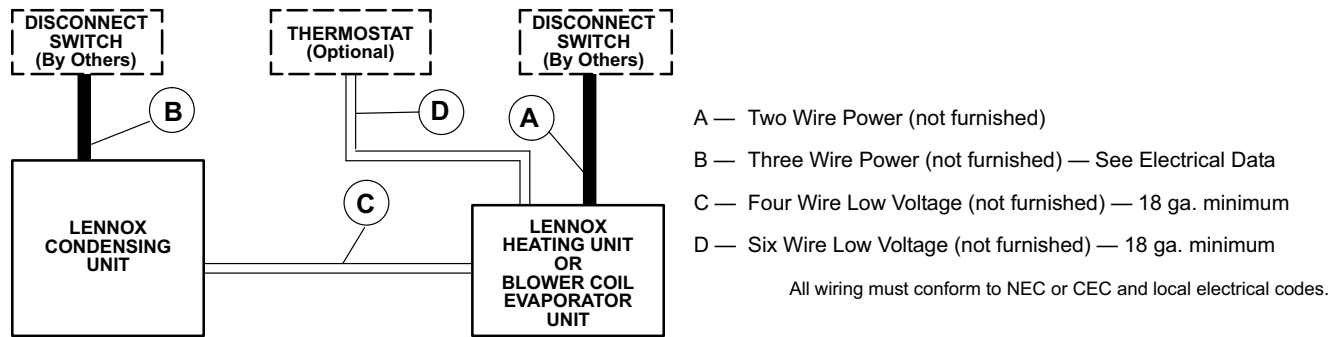 DISCONNECT
SWITCH
(By Others)
THERMOSTAT
(Optional)
DISCONNECT
SWITCH
(By Others)
B
D
A
C
LENNOX
CONDENSING
UNIT
LENNOX
HEATING UNIT
OR
BLOWER COIL
EVAPORATOR
UNIT
A — Two Wire Power (not furnished)
B — Three Wire Power (not furnished) — See Electrical Data
C — Four Wire Low Voltage (not furnished) — 18 ga. minimum
D — Six Wire Low Voltage (not furnished) — 18 ga. minimum
All wiring must conform to NEC or CEC and local electrical codes.